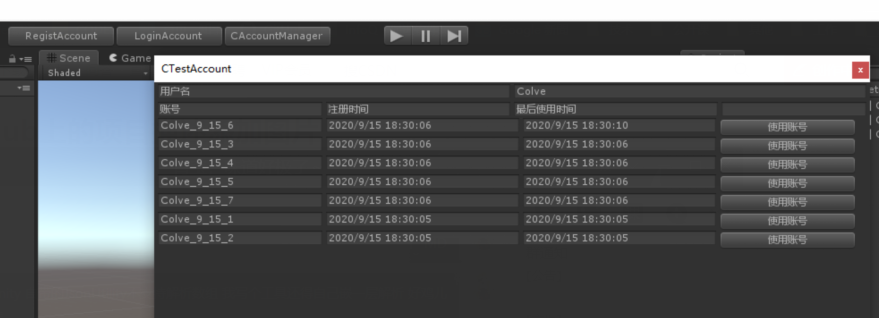 RegistAccount LoginAccount CAccountManager
Scene Game
Shaded
CTestAccount x
用户名 Colve
账号 注册时间 最后使用时间
Colve_9_15_6 2020/9/15 18:30:06 2020/9/15 18:30:10 使用账号
Colve_9_15_3 2020/9/15 18:30:06 2020/9/15 18:30:06 使用账号
Colve_9_15_4 2020/9/15 18:30:06 2020/9/15 18:30:06 使用账号
Colve_9_15_5 2020/9/15 18:30:06 2020/9/15 18:30:06 使用账号
Colve_9_15_7 2020/9/15 18:30:06 2020/9/15 18:30:06 使用账号
Colve_9_15_1 2020/9/15 18:30:05 2020/9/15 18:30:05 使用账号
Colve_9_15_2 2020/9/15 18:30:05 2020/9/15 18:30:05 使用账号